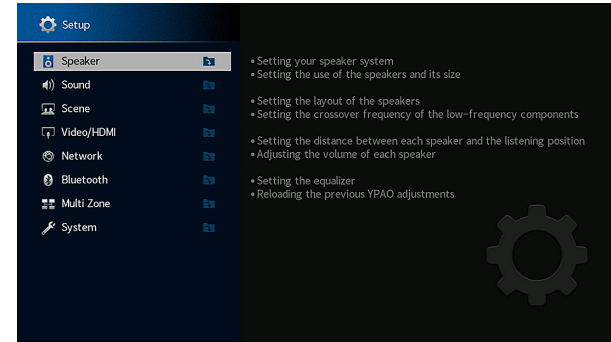 Setup
Speaker
Sound
Scene
Video/HDMI
Network
Bluetooth
Multi Zone
System
• Setting your speaker system
• Setting the use of the speakers and its size
• Setting the layout of the speakers
• Setting the crossover frequency of the low-frequency components
• Setting the distance between each speaker and the listening position
• Adjusting the volume of each speaker
• Setting the equalizer
• Reloading the previous YPAO adjustments